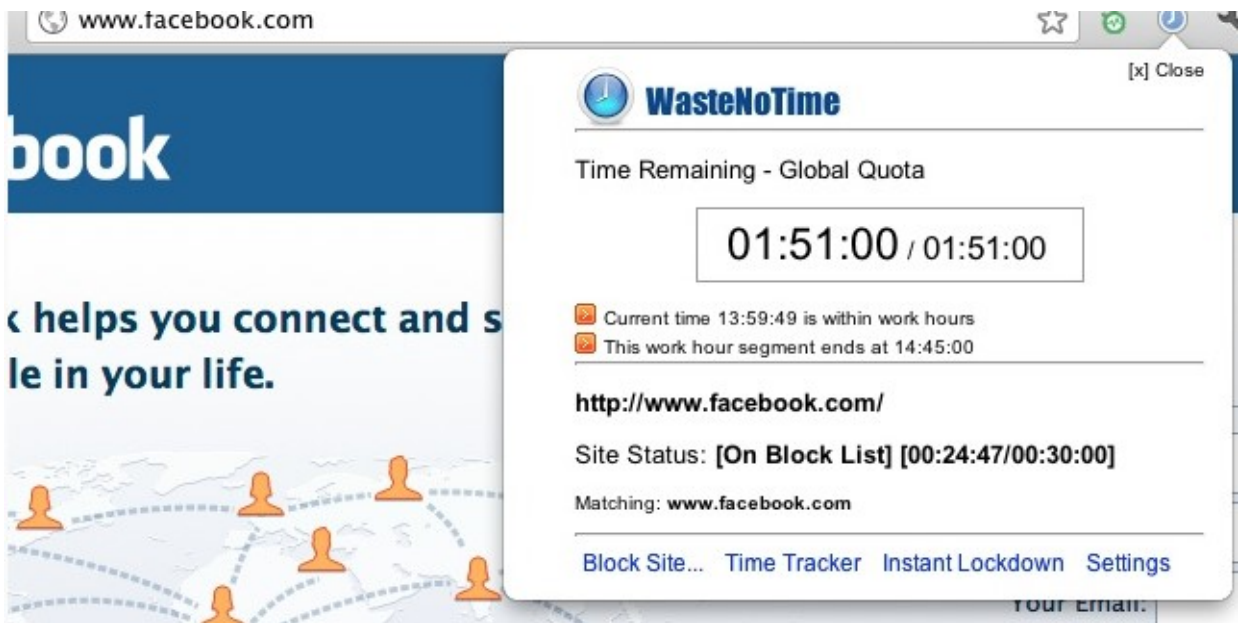 www.facebook.com
[x] Close
WasteNoTime
book
Time Remaining - Global Quota
01:51:00 / 01:51:00
k helps you connect and s
le in your life.
Current time 13:59:49 is within work hours
This work hour segment ends at 14:45:00
http://www.facebook.com/
Site Status: [On Block List] [00:24:47/00:30:00]
Matching: www.facebook.com
Block Site... Time Tracker Instant Lockdown Settings
Your Email: